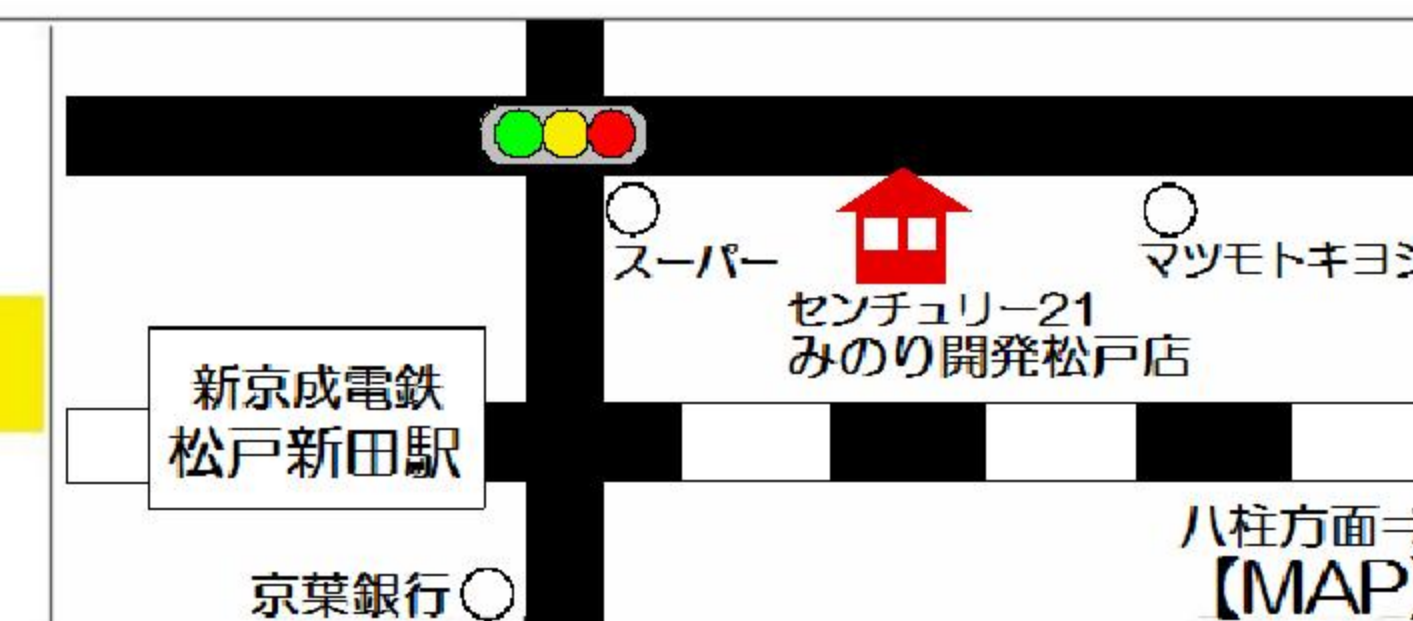 スーパー
マツモトキヨシ
センチュリー21
みのり開発松戸店
新京成電鉄
松戸新田駅
八柱方面⇒
京葉銀行
【MAP】